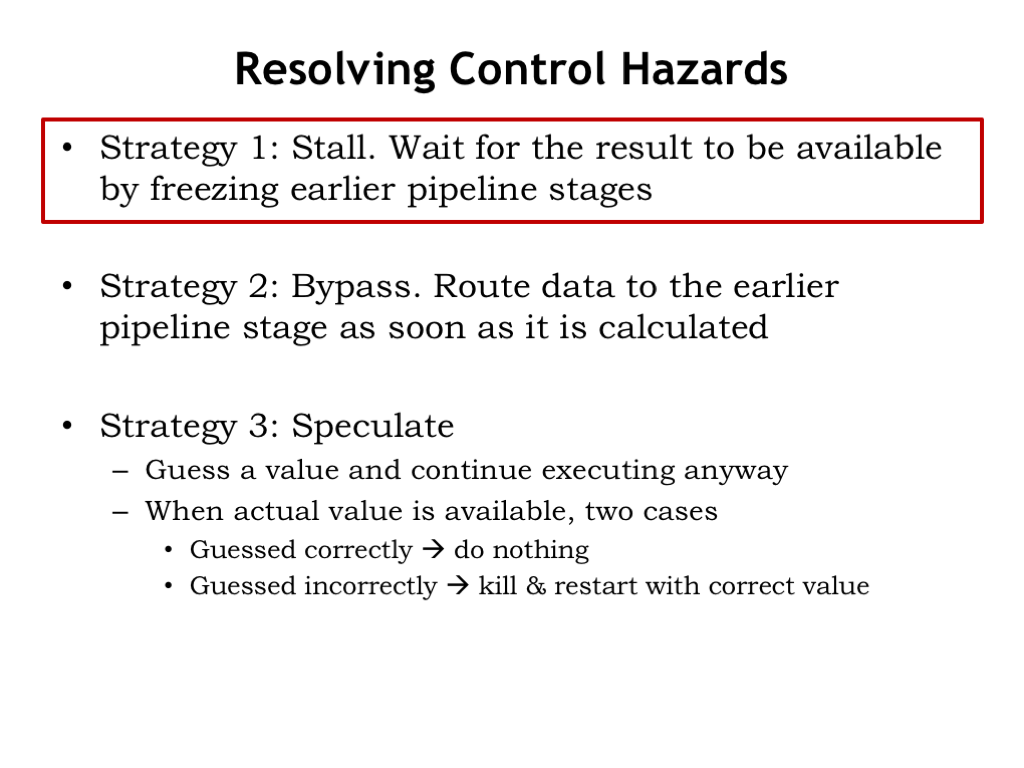 Resolving Control Hazards
• Strategy 1: Stall. Wait for the result to be available
by freezing earlier pipeline stages
• Strategy 2: Bypass. Route data to the earlier
pipeline stage as soon as it is calculated
• Strategy 3: Speculate
– Guess a value and continue executing anyway
– When actual value is available, two cases
• Guessed correctly → do nothing
• Guessed incorrectly → kill & restart with correct value